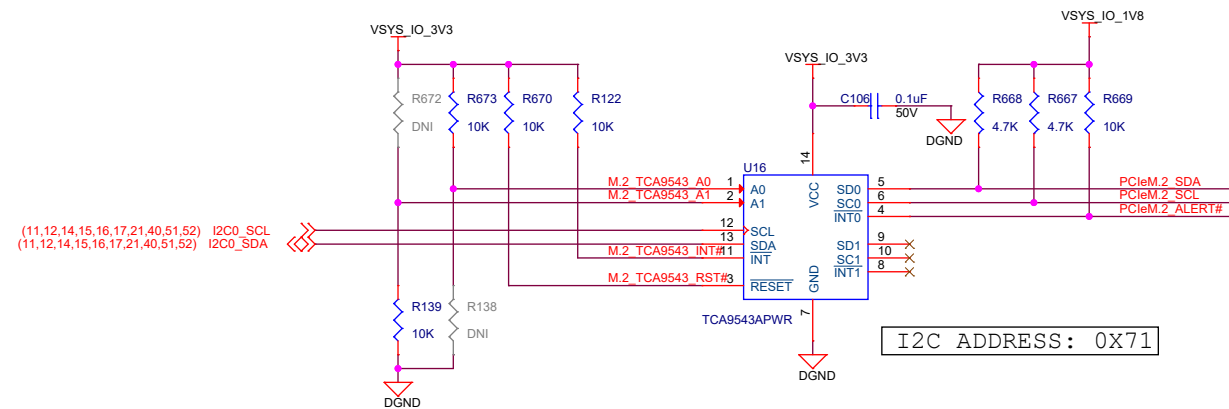 VSYS_IO_1V8
VSYS_IO_3V3
VSYS_IO_3V3
R672
DNI
R673
10K
R670
10K
R122
10K
C106
0.1uF
50V
DGND
R668
4.7K
R667
4.7K
R669
10K
U16
14
VCC
M.2_TCA9543_A0
1
A0
M.2_TCA9543_A1
2
A1
(11,12,14,15,16,17,21,40,51,52) I2C0_SCL
12
SCL
(11,12,14,15,16,17,21,40,51,52) I2C0_SDA
13
SDA
M.2_TCA9543_INT#
11
INT
M.2_TCA9543_RST#
3
RESET
SD0
5
PCIeM.2_SDA
SC0
6
PCIeM.2_SCL
INT0
4
PCIeM.2_ALERT#
SD1
9
SC1
10
INT1
8
GND
7
TCA9543APWR
R139
10K
R138
DNI
DGND
DGND
I2C ADDRESS: 0X71